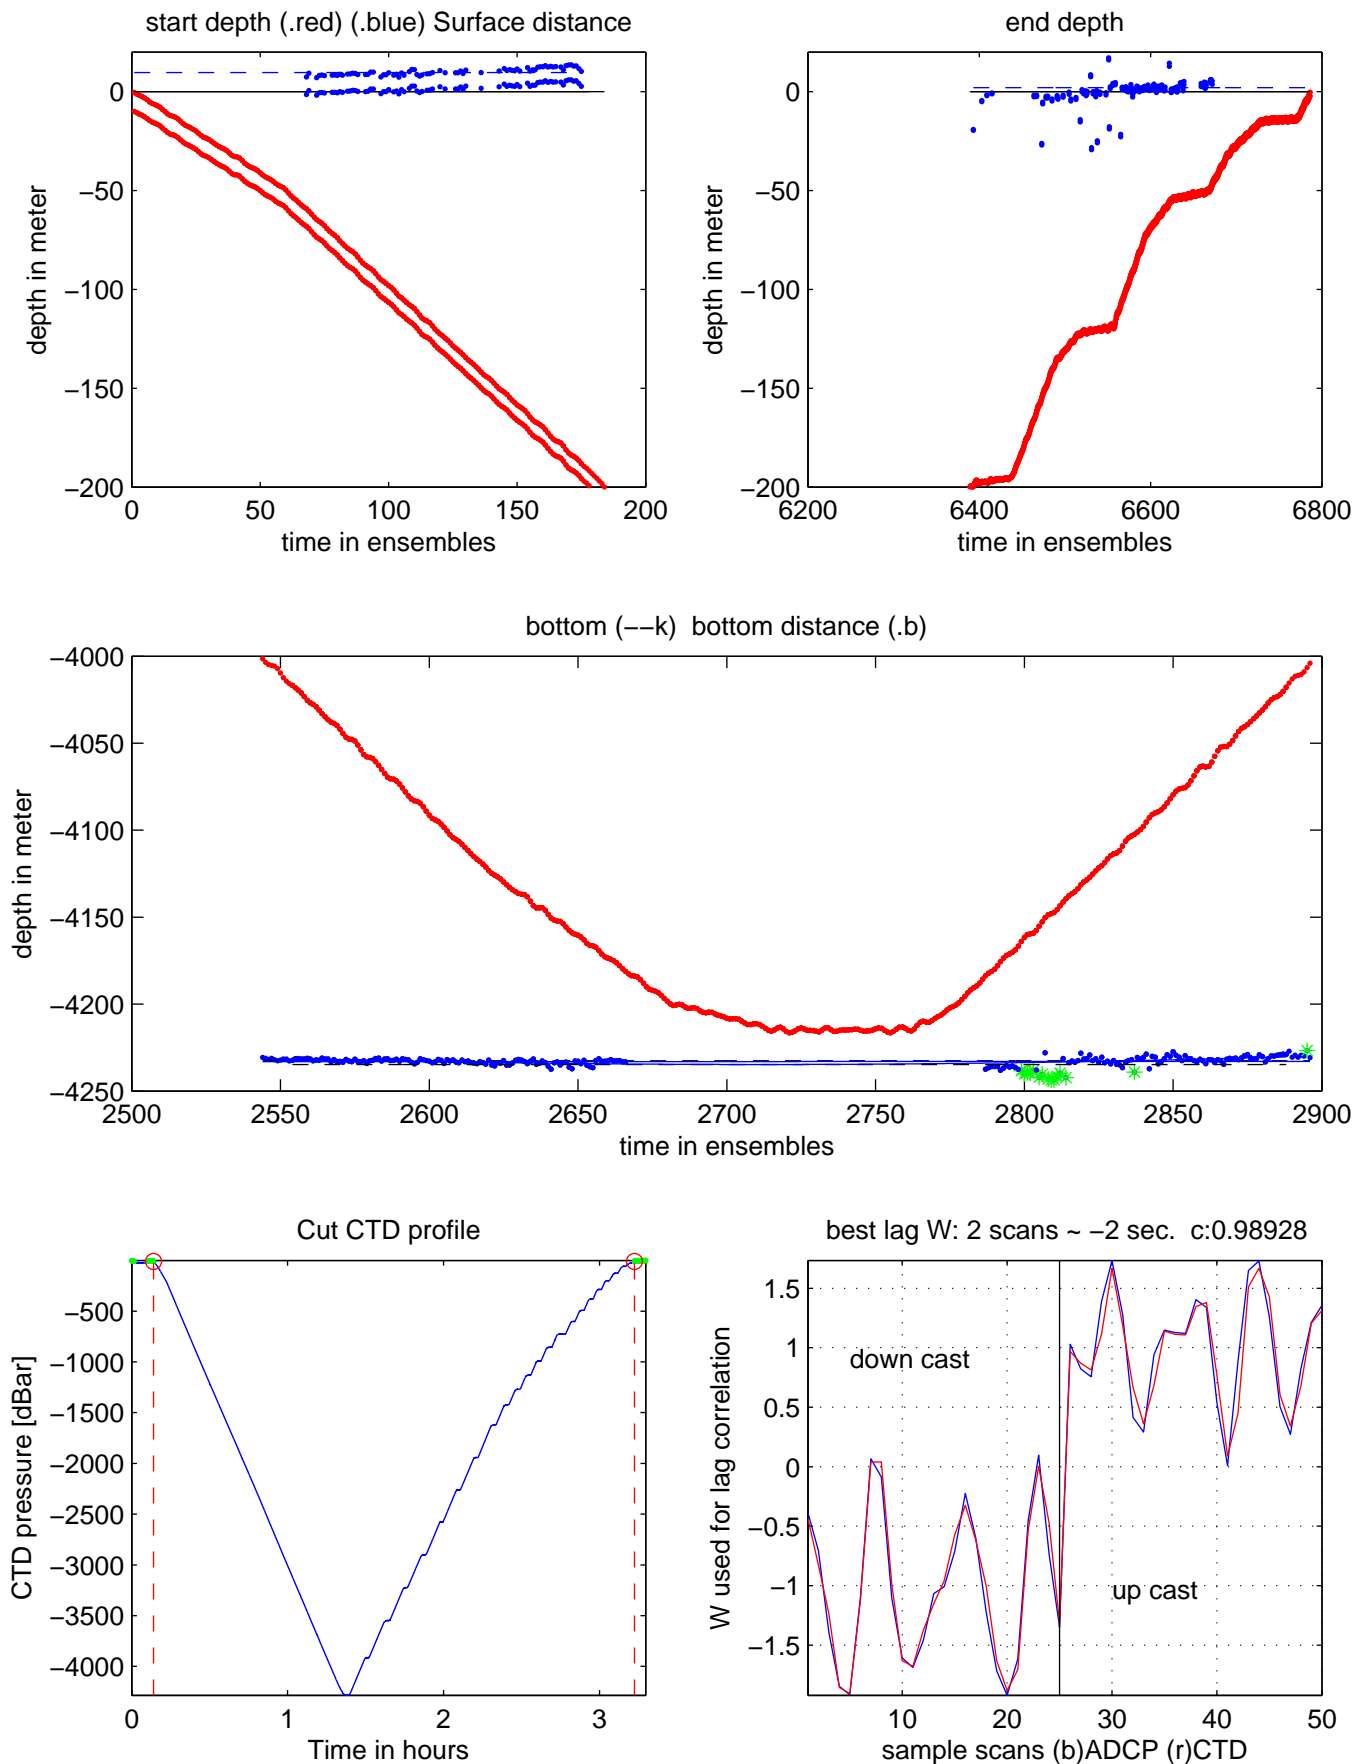 start depth (.red) (.blue) Surface distance
end depth
0
−50
−100
−150
−200
depth in meter
0 50 100 150 200
time in ensembles
0
−50
−100
−150
−200
depth in meter
6200 6400 6600 6800
time in ensembles
bottom (−−k) bottom distance (.b)
−4000
−4050
−4100
−4150
−4200
−4250
depth in meter
2500 2550 2600 2650 2700 2750 2800 2850 2900
time in ensembles
Cut CTD profile
−500
−1000
−1500
−2000
−2500
−3000
−3500
−4000
CTD pressure [dBar]
0 1 2 3
Time in hours
best lag W: 2 scans ~ −2 sec. c:0.98928
1.5
1
0.5
0
−0.5
−1
−1.5
W used for lag correlation
down cast
up cast
10 20 30 40 50
sample scans (b)ADCP (r)CTD